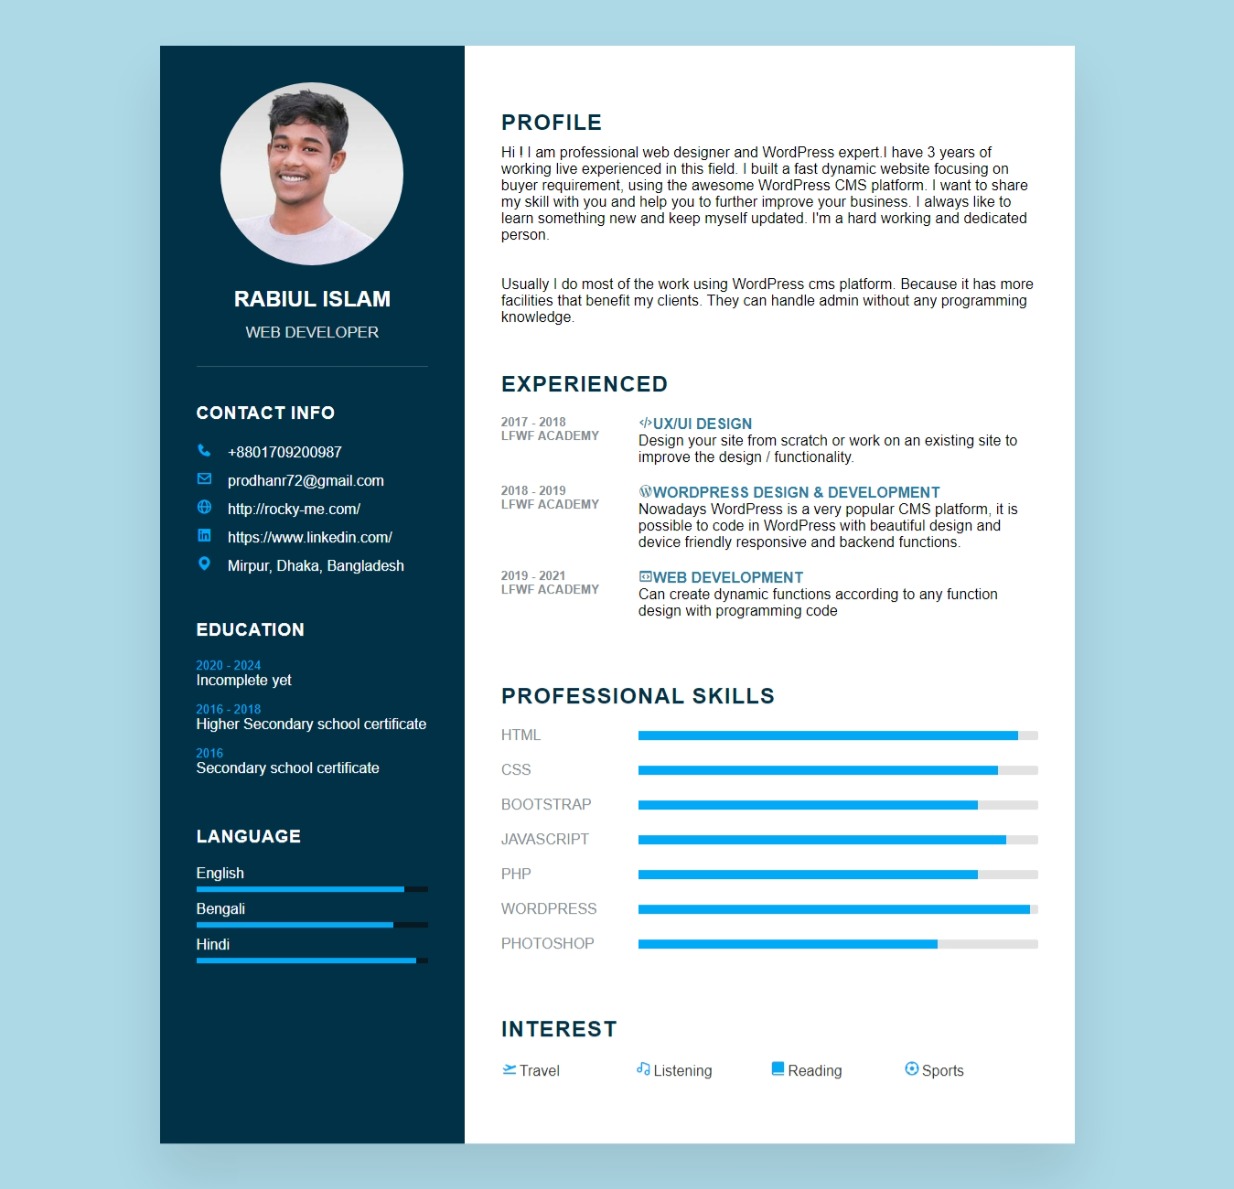 RABIUL ISLAM
WEB DEVELOPER
CONTACT INFO
+8801709200987
prodhanr72@gmail.com
http://rocky-me.com/
https://www.linkedin.com/
Mirpur, Dhaka, Bangladesh
EDUCATION
2020 - 2024
Incomplete yet
2016 - 2018
Higher Secondary school certificate
2016
Secondary school certificate
LANGUAGE
English
Bengali
Hindi
PROFILE
Hi ! I am professional web designer and WordPress expert.I have 3 years of
working live experienced in this field. I built a fast dynamic website focusing on
buyer requirement, using the awesome WordPress CMS platform. I want to share
my skill with you and help you to further improve your business. I always like to
learn something new and keep myself updated. I'm a hard working and dedicated
person.
Usually I do most of the work using WordPress cms platform. Because it has more
facilities that benefit my clients. They can handle admin without any programming
knowledge.
EXPERIENCED
2017 - 2018
LFWF ACADEMY
UX/UI DESIGN
Design your site from scratch or work on an existing site to
improve the design / functionality.
2018 - 2019
LFWF ACADEMY
WORDPRESS DESIGN & DEVELOPMENT
Nowadays WordPress is a very popular CMS platform, it is
possible to code in WordPress with beautiful design and
device friendly responsive and backend functions.
2019 - 2021
LFWF ACADEMY
WEB DEVELOPMENT
Can create dynamic functions according to any function
design with programming code
PROFESSIONAL SKILLS
HTML
CSS
BOOTSTRAP
JAVASCRIPT
PHP
WORDPRESS
PHOTOSHOP
INTEREST
Travel Listening Reading Sports